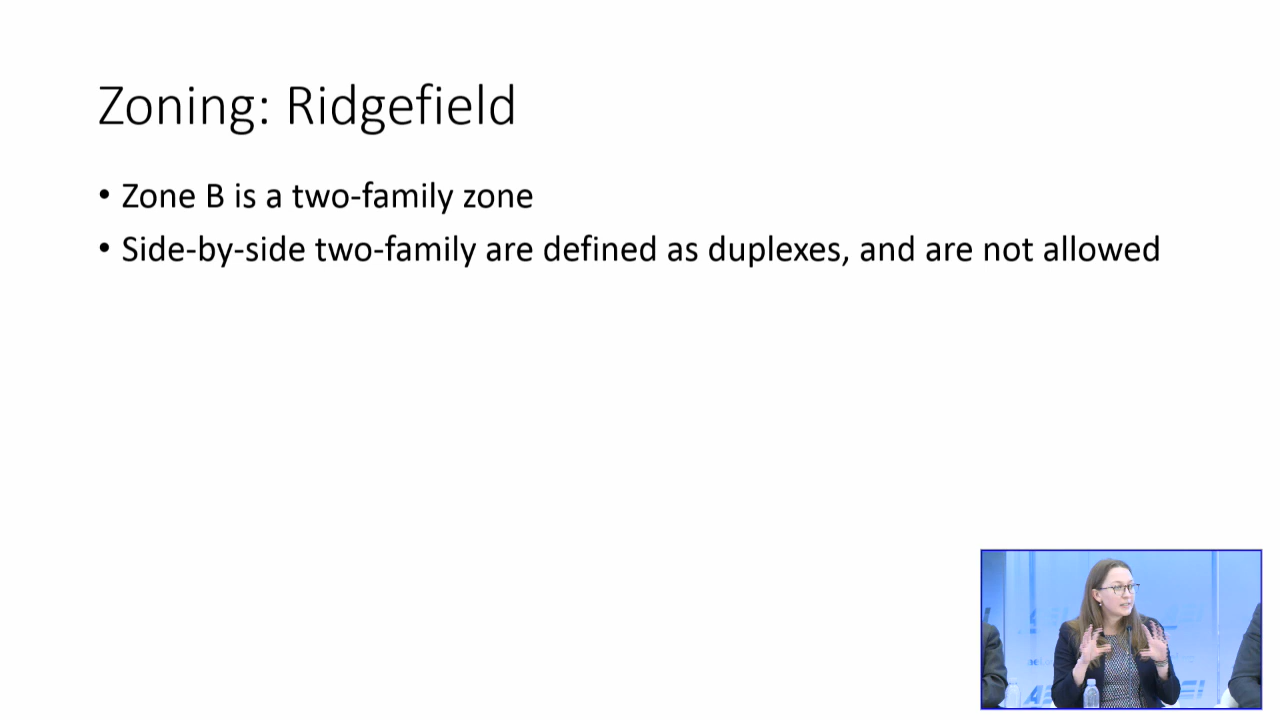 Zoning: Ridgefield
• Zone B is a two-family zone
• Side-by-side two-family are defined as duplexes, and are not allowed